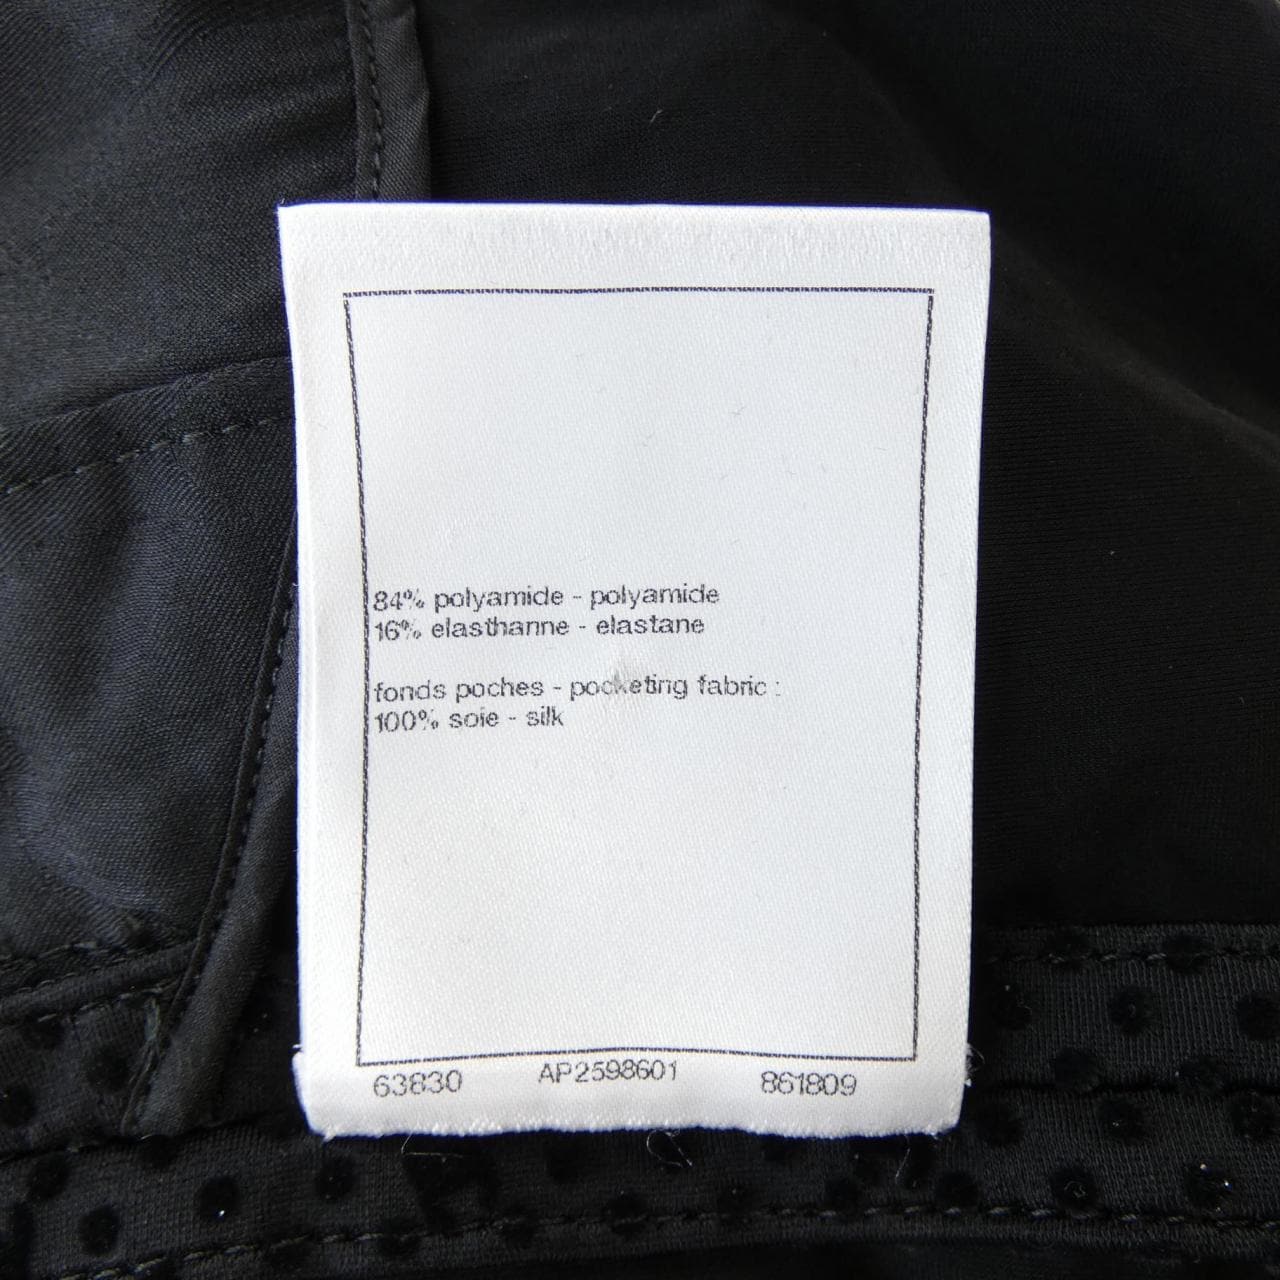 84% polyamide - polyamide
16% elasthanne - elastane
fonds poches - pocketing fabric :
100% soie - silk
63830 AP2598601 861809